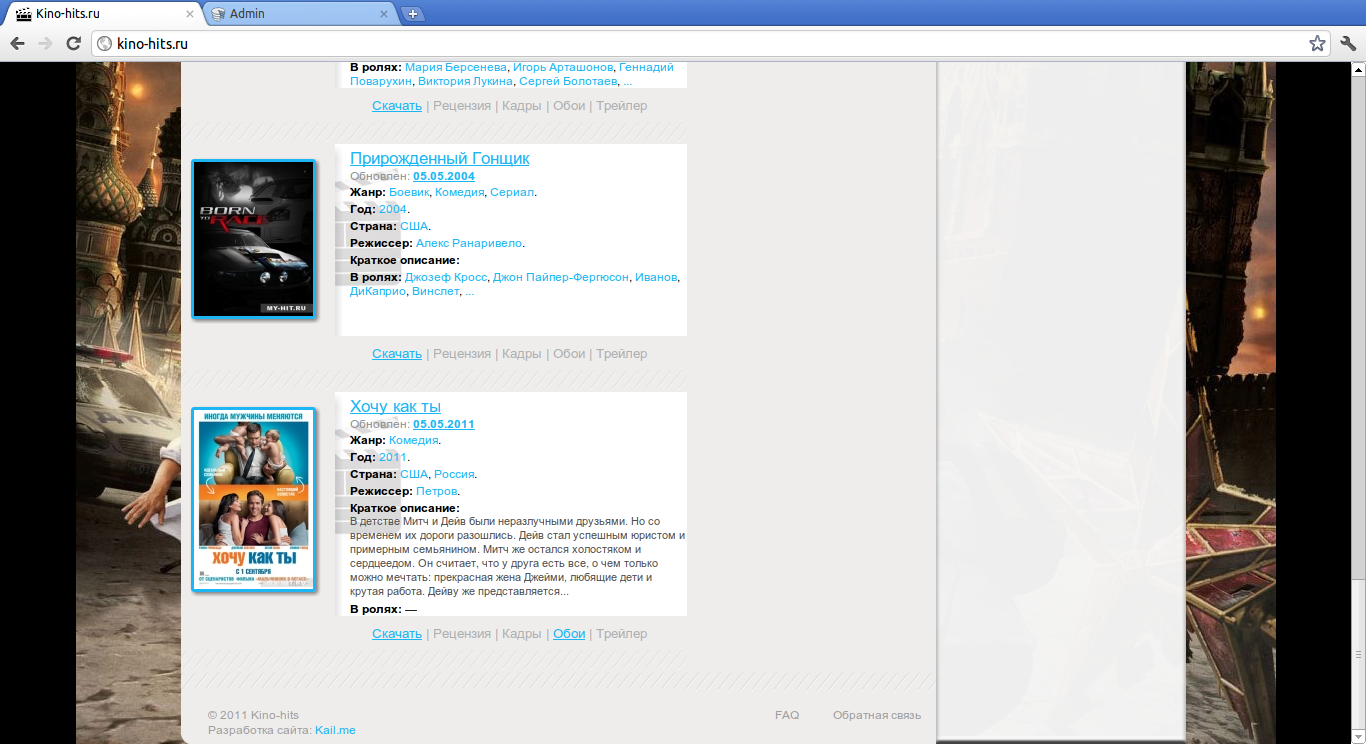 Kino-hits.ru
Admin
kino-hits.ru
В ролях: Мария Берсенева, Игорь Арташонов, Геннадий
Поварухин, Виктория Лукина, Сергей Болотаев, ...
Скачать | Рецензия | Кадры | Обои | Трейлер
BORN
TO RACE
MY-HIT.RU
Прирожденный Гонщик
Обновлен: 05.05.2004
Жанр: Боевик, Комедия, Сериал.
Год: 2004.
Страна: США.
Режиссер: Алекс Ранаривело.
Краткое описание:
В ролях: Джозеф Кросс, Джон Пайпер-Фергюсон, Иванов,
ДиКаприо, Винслет, ...
Скачать | Рецензия | Кадры | Обои | Трейлер
ИНОГДА МУЖЧИНЫ МЕНЯЮТСЯ
хочу как ты
С 1 СЕНТЯБРЯ
Хочу как ты
Обновлен: 05.05.2011
Жанр: Комедия.
Год: 2011.
Страна: США, Россия.
Режиссер: Петров.
Краткое описание:
В детстве Митч и Дейв были неразлучными друзьями. Но со
временем их дороги разошлись. Дейв стал успешным юристом и
примерным семьянином. Митч же остался холостяком и
сердцеедом. Он считает, что у друга есть все, о чем только
можно мечтать: прекрасная жена Джейми, любящие дети и
крутая работа. Дейву же представляется...
В ролях: —
Скачать | Рецензия | Кадры | Обои | Трейлер
© 2011 Kino-hits
Разработка сайта: Kail.me
FAQ
Обратная связь